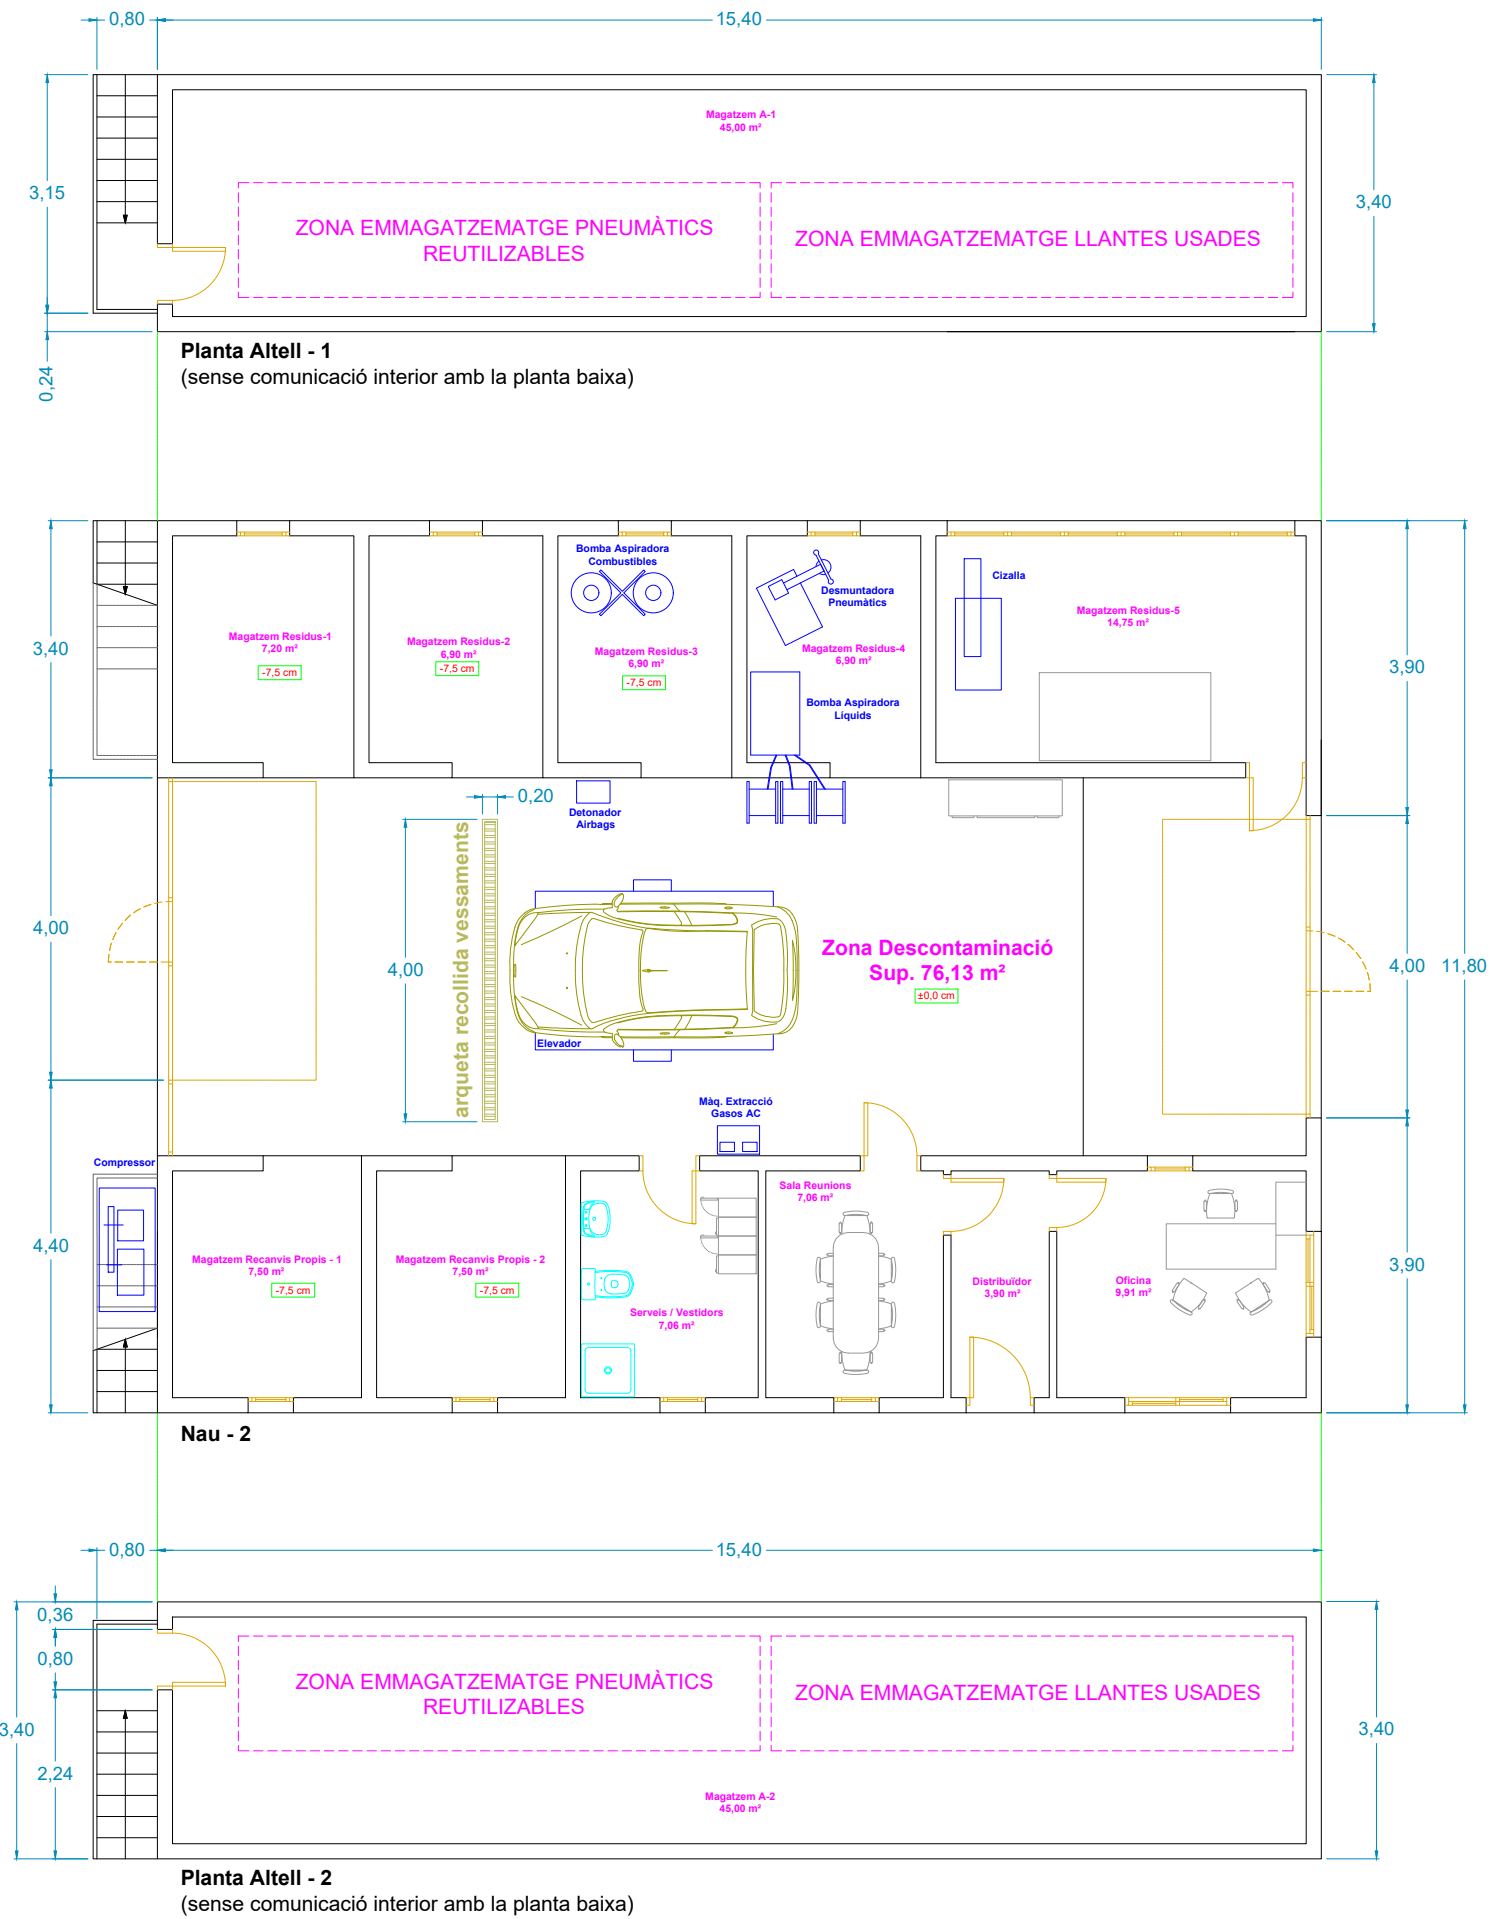 0,80
15,40
Magatzem A-1
45,00 m²
3,15
3,40
ZONA EMMAGATZEMATGE PNEUMÀTICS
REUTILIZABLES
ZONA EMMAGATZEMATGE LLANTES USADES
0,24
Planta Altell - 1
(sense comunicació interior amb la planta baixa)
3,40
Magatzem Residus-1
7,20 m²
-7,5 cm
Magatzem Residus-2
6,90 m²
-7,5 cm
Bomba Aspiradora
Combustibles
Magatzem Residus-3
6,90 m²
-7,5 cm
Desmuntadora
Pneumàtics
Magatzem Residus-4
6,90 m²
Bomba Aspiradora
Líquids
Cizalla
Magatzem Residus-5
14,75 m²
3,90
0,20
Detonador
Airbags
arqueta recollida vessaments
4,00
4,00
Elevador
Zona Descontaminació
Sup. 76,13 m²
±0,0 cm
4,00
11,80
Màq. Extracció
Gasos AC
Compressor
4,40
Magatzem Recanvis Propis - 1
7,50 m²
-7,5 cm
Magatzem Recanvis Propis - 2
7,50 m²
-7,5 cm
Serveis / Vestidors
7,06 m²
Sala Reunions
7,06 m²
Distribuïdor
3,90 m²
Oficina
9,91 m²
3,90
Nau - 2
0,80
15,40
0,36
0,80
3,40
2,24
ZONA EMMAGATZEMATGE PNEUMÀTICS
REUTILIZABLES
ZONA EMMAGATZEMATGE LLANTES USADES
3,40
Magatzem A-2
45,00 m²
Planta Altell - 2
(sense comunicació interior amb la planta baixa)